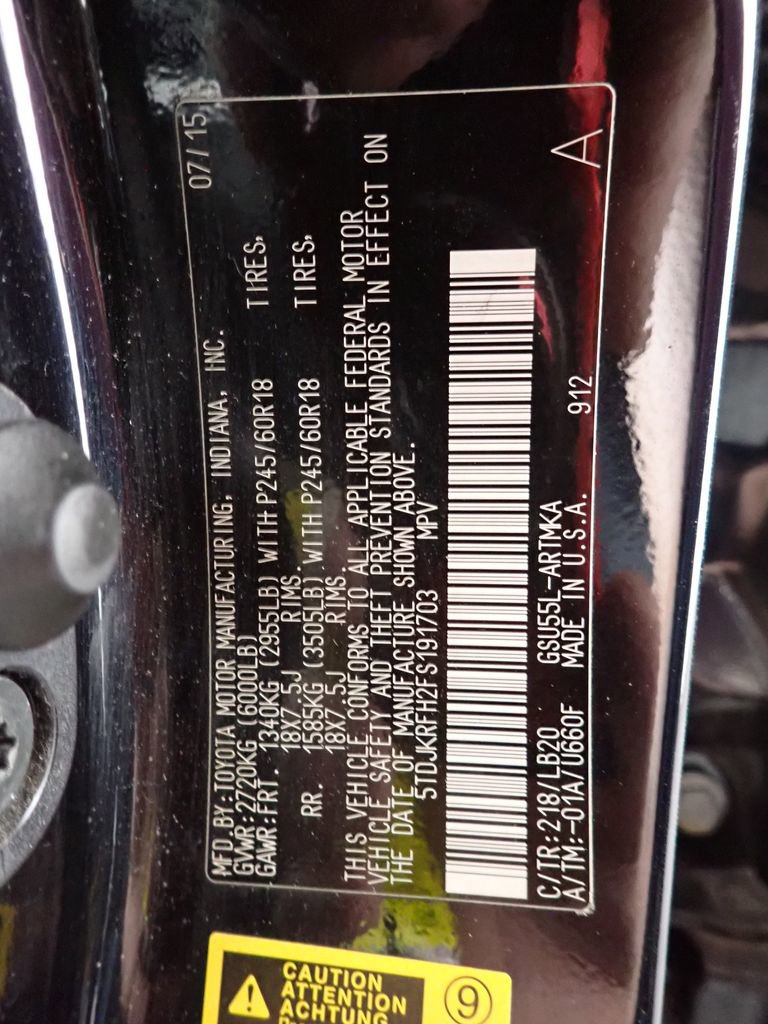 MFD.BY:TOYOTA MOTOR MANUFACTURING, INDIANA, INC. 07/15
GVWR:2720KG (6000LB)
GAWR:FRT. 1340KG (2955LB) WITH P245/60R18 TIRES,
18X7.5J RIMS
RR. 1585KG (3505LB) WITH P245/60R18 TIRES,
18X7.5J RIMS.
THIS VEHICLE CONFORMS TO ALL APPLICABLE FEDERAL MOTOR
VEHICLE SAFETY AND THEFT PREVENTION STANDARDS IN EFFECT ON
THE DATE OF MANUFACTURE SHOWN ABOVE.
5TDJKRFH2FS191703 MPV
C/TR:218/LB20 GSU55L-ARTMKA A
A/TM:-01A/U660F MADE IN U.S.A. 912
CAUTION
ATTENTION
ACHTUNG
9